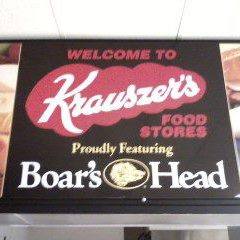 WELCOME TO
Krauszer's
FOOD
STORES
Proudly Featuring
Boar's Head